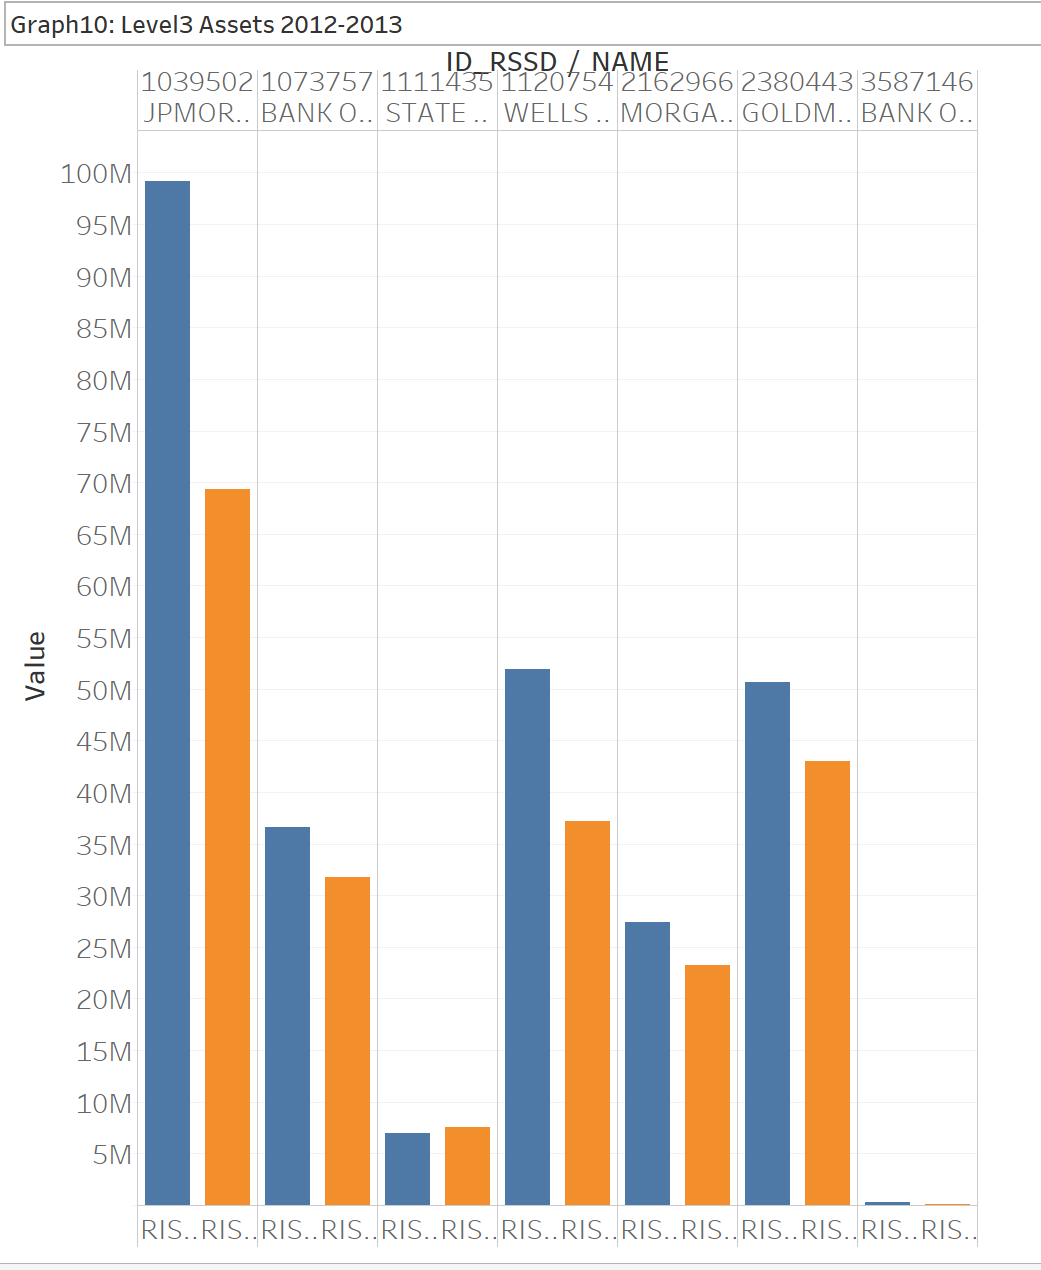 Graph10: Level3 Assets 2012-2013
ID_RSSD / NAME
1039502 1073757 1111435 1120754 2162966 2380443 3587146
JPMOR.. BANK O.. STATE .. WELLS .. MORGA.. GOLDM.. BANK O..
100M
95M
90M
85M
80M
75M
70M
65M
60M
55M
Value
50M
45M
40M
35M
30M
25M
20M
15M
10M
5M
RIS.. RIS.. RIS.. RIS.. RIS.. RIS.. RIS.. RIS.. RIS.. RIS.. RIS.. RIS.. RIS.. RIS..